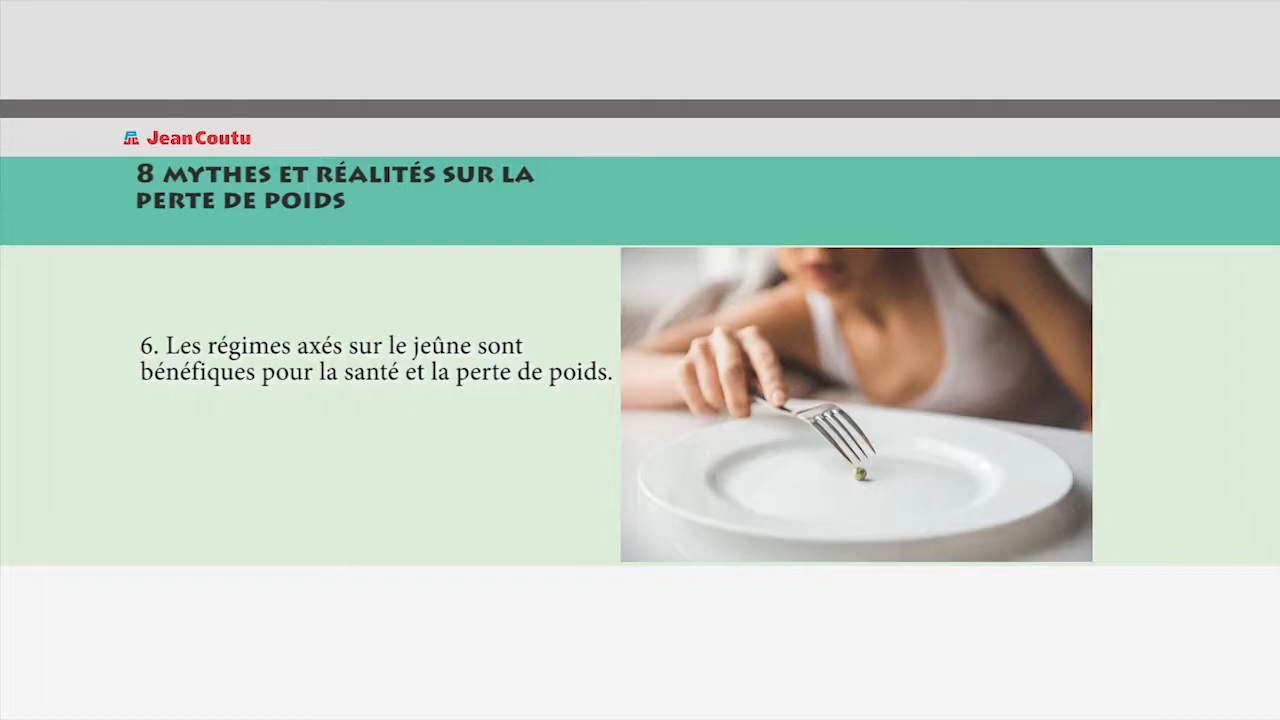 Jean Coutu
8 MYTHES ET RÉALITÉS SUR LA
PERTE DE POIDS
6. Les régimes axés sur le jeûne sont
bénéfiques pour la santé et la perte de poids.